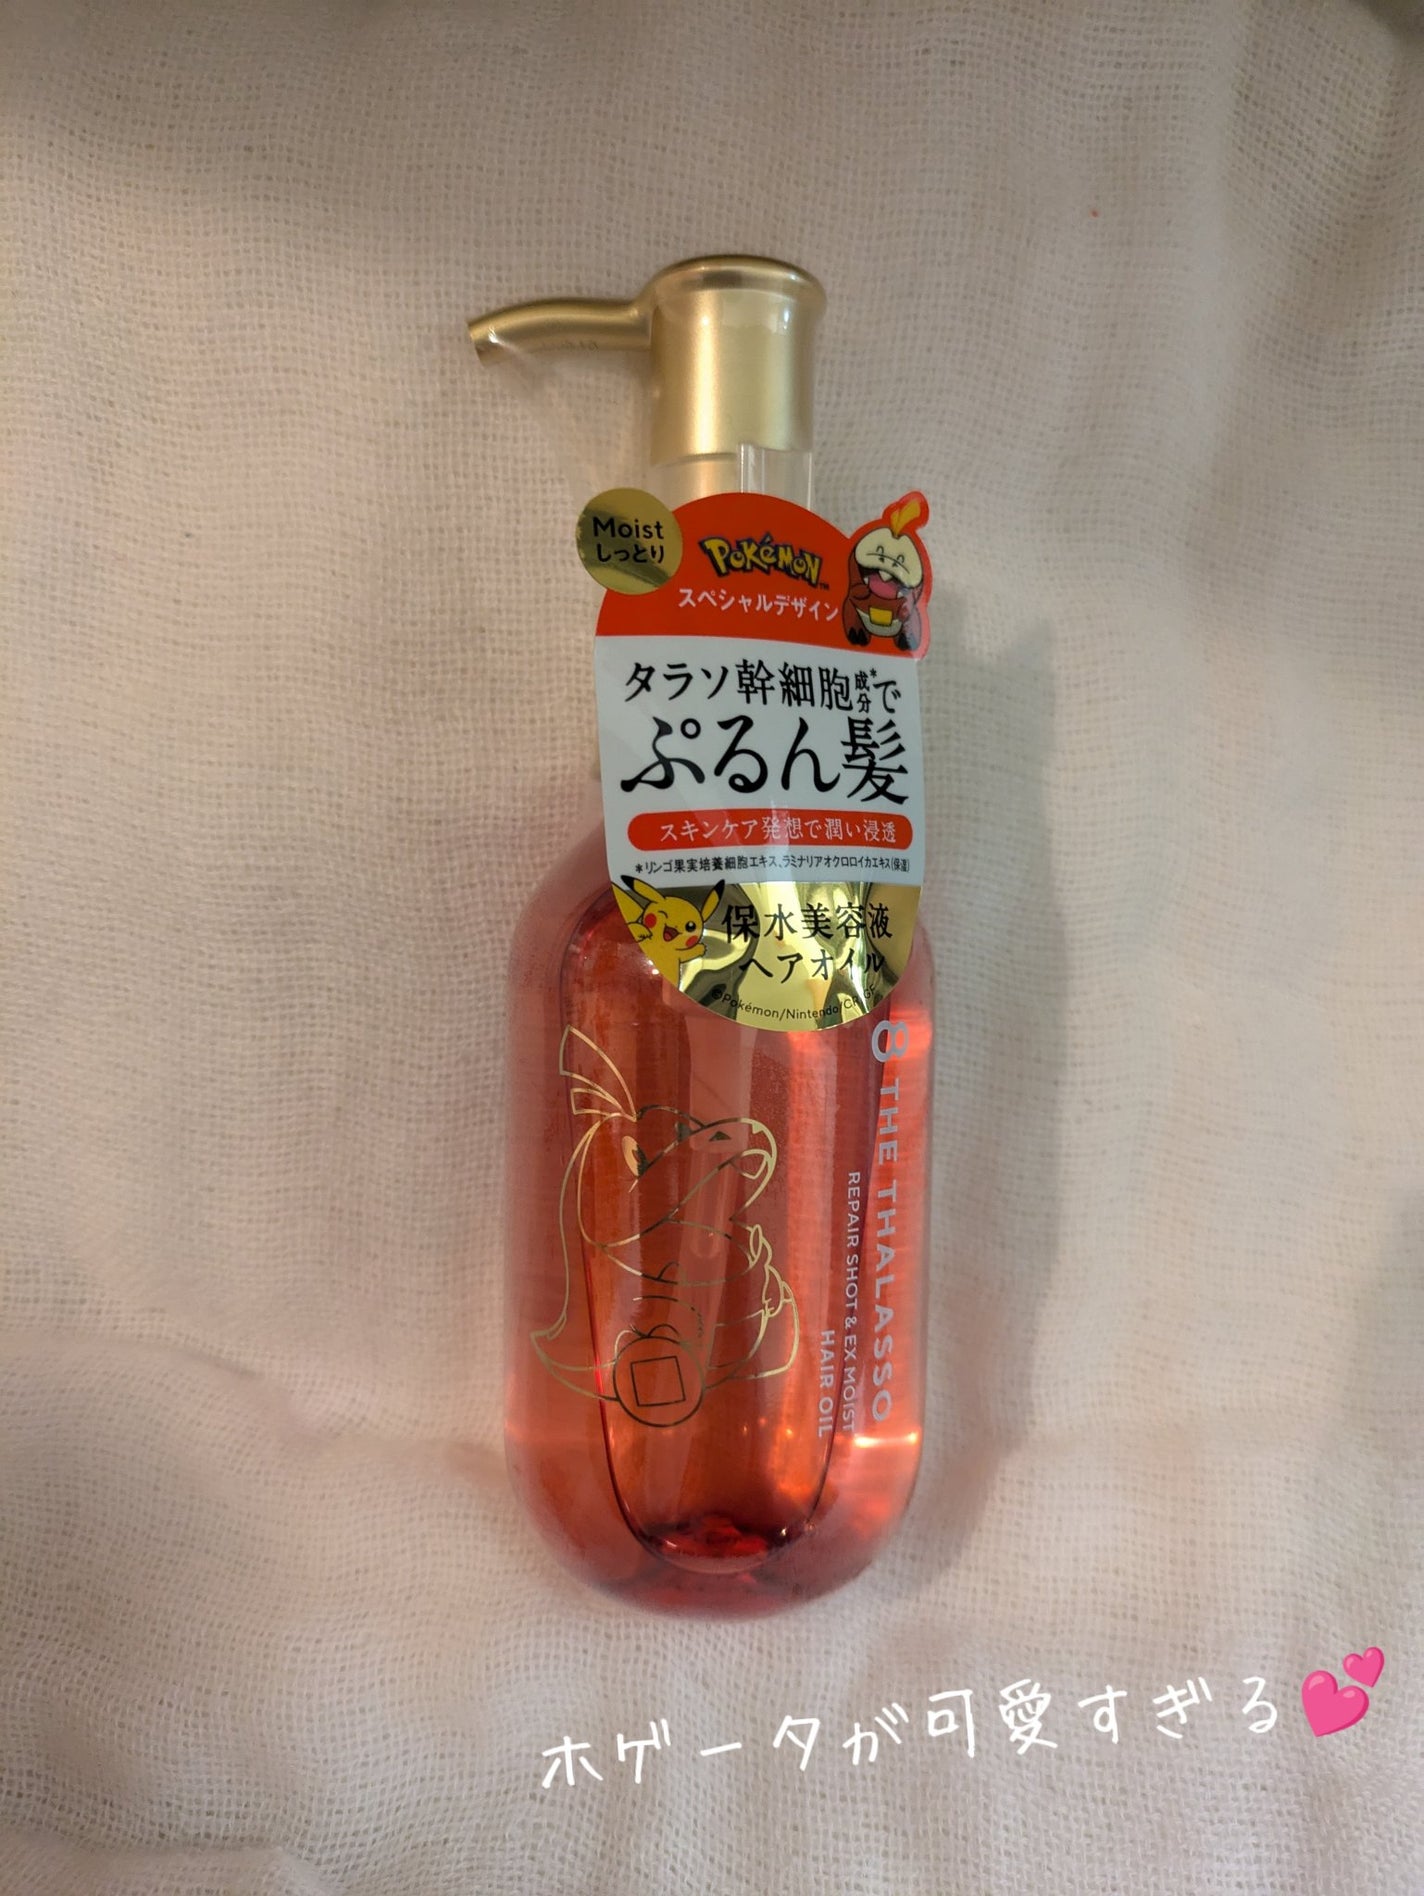 Moist
しっとり
POKéMON
スペシャルデザイン
タラソ幹細胞成分*で
ぷるん髪
スキンケア発想で潤い浸透
*リンゴ果実培養細胞エキス、ラミナリアオクロロイカエキス(保湿)
保水美容液
ヘアオイル
©Pokémon/Nintendo/CR/GF
8 THE THALASSO
REPAIR SHOT & EX MOIST
HAIR OIL
ホゲータが可愛すぎる💕